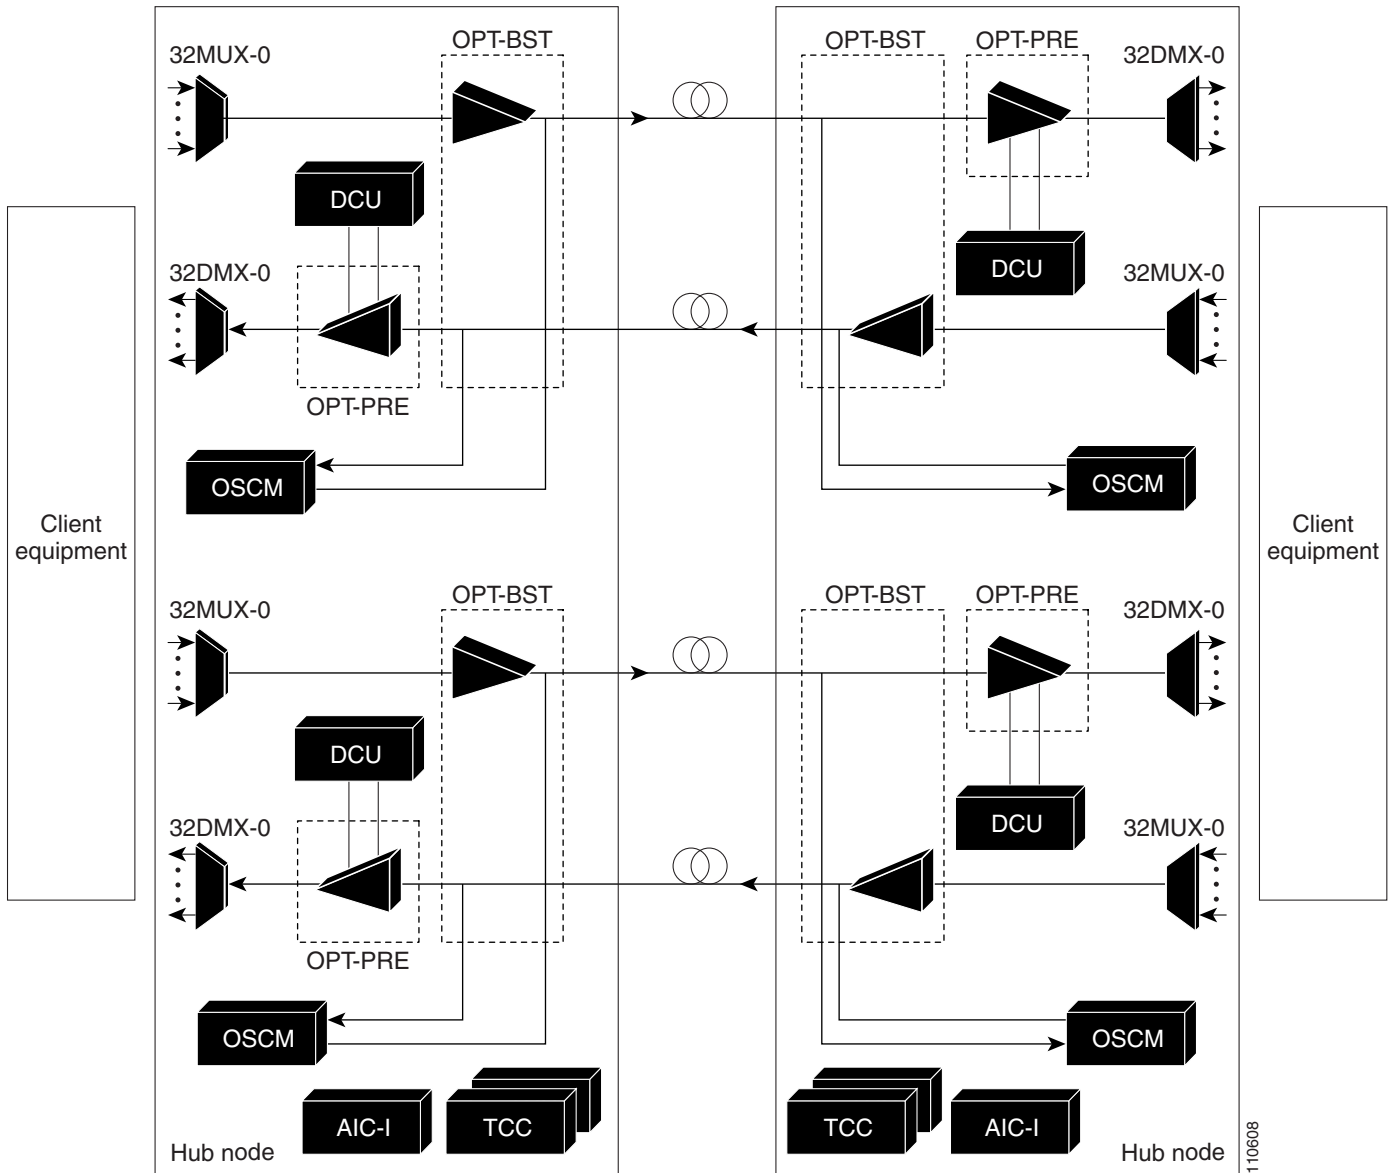 OPT-BST
OPT-BST
OPT-PRE
32MUX-0
32DMX-0
DCU
DCU
32DMX-0
32MUX-0
OPT-PRE
OSCM
OSCM
Client
equipment
Client
equipment
OPT-BST
OPT-BST
OPT-PRE
32MUX-0
32DMX-0
DCU
DCU
32DMX-0
32MUX-0
OPT-PRE
OSCM
OSCM
AIC-I
TCC
TCC
AIC-I
Hub node
Hub node
110608